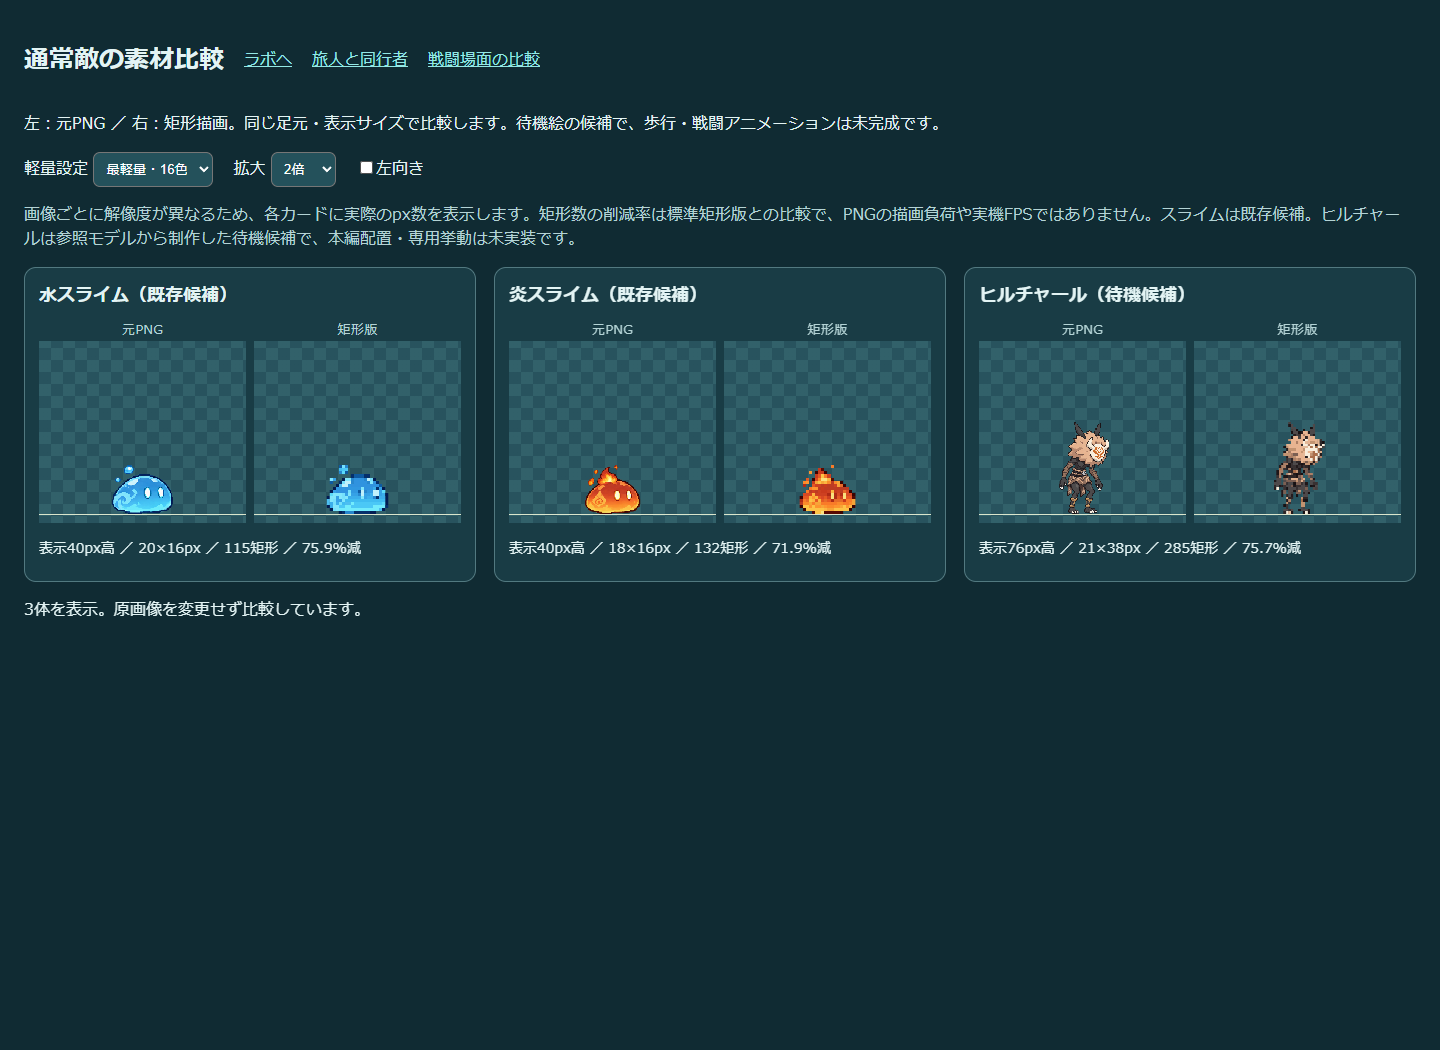 通常敵の素材比較 ラボへ 旅人と同行者 戦闘場面の比較
左：元PNG ／ 右：矩形描画。同じ足元・表示サイズで比較します。待機絵の候補で、歩行・戦闘アニメーションは未完成です。
軽量設定 最軽量・16色 拡大 2倍 左向き
画像ごとに解像度が異なるため、各カードに実際のpx数を表示します。矩形数の削減率は標準矩形版との比較で、PNGの描画負荷や実機FPSではありません。スライムは既存候補。ヒルチャー
ルは参照モデルから制作した待機候補で、本編配置・専用挙動は未実装です。
水スライム（既存候補）
元PNG 矩形版
表示40px高 ／ 20×16px ／ 115矩形 ／ 75.9%減
炎スライム（既存候補）
元PNG 矩形版
表示40px高 ／ 18×16px ／ 132矩形 ／ 71.9%減
ヒルチャール（待機候補）
元PNG 矩形版
表示76px高 ／ 21×38px ／ 285矩形 ／ 75.7%減
3体を表示。原画像を変更せず比較しています。